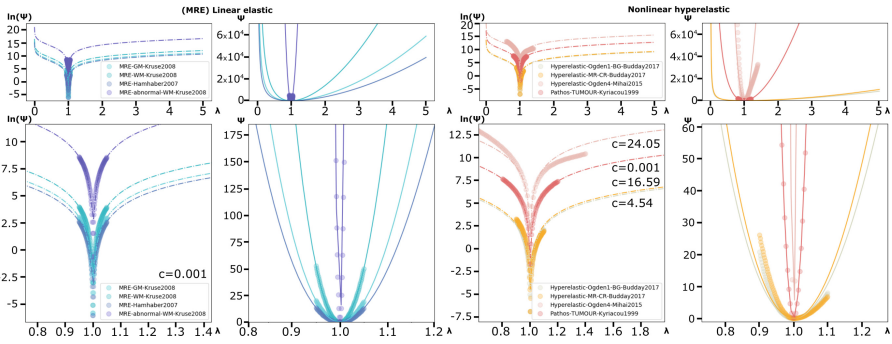 (MRE) Linear elastic
Nonlinear hyperelastic
ln(Ψ)
20
15
10
5
0
-5
0 1 2 3 4 5 λ
MRE-GM-Kruse2008
MRE-WM-Kruse2008
MRE-Hamhaber2007
MRE-abnormal-WM-Kruse2008
Ψ
6×10⁴
4×10⁴
2×10⁴
0
0 1 2 3 4 5 λ
ln(Ψ)
20
15
10
5
0
-5
0 1 2 3 4 5 λ
Hyperelastic-Ogden1-BG-Budday2017
Hyperelastic-MR-CR-Budday2017
Hyperelastic-Ogden4-Mihai2015
Pathos-TUMOUR-Kyriacou1999
Ψ
6×10⁴
4×10⁴
2×10⁴
0
0 1 2 3 4 5 λ
ln(Ψ)
10.0
7.5
5.0
2.5
0
-2.5
-5
0.8 0.9 1.0 1.1 1.2 1.3 1.4 λ
c=0.001
MRE-GM-Kruse2008
MRE-WM-Kruse2008
MRE-Hamhaber2007
MRE-abnormal-WM-Kruse2008
Ψ
175
150
125
100
75
50
25
0
0.8 0.9 1.0 1.1 1.2 λ
ln(Ψ)
12.5
10.0
7.5
5.0
2.5
0
-2.5
-5
-7.5
0.8 1.0 1.2 1.4 1.6 1.8 λ
c=24.05
c=0.001
c=16.59
c=4.54
Hyperelastic-Ogden1-BG-Budday2017
Hyperelastic-MR-CR-Budday2017
Hyperelastic-Ogden4-Mihai2015
Pathos-TUMOUR-Kyriacou1999
Ψ
60
50
40
30
20
10
0
0.8 0.9 1.0 1.1 1.2 λ